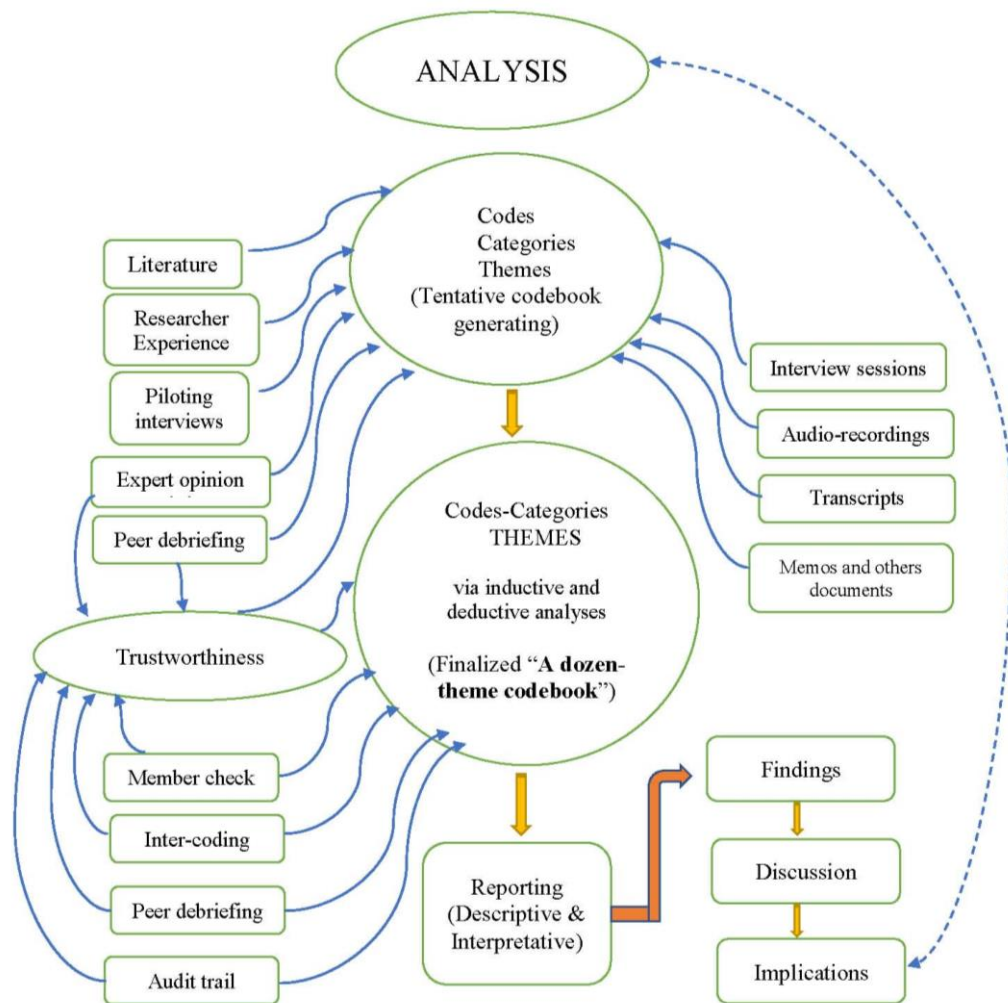 ANALYSIS
Codes
Categories
Themes
(Tentative codebook
generating)
Literature
Researcher
Experience
Piloting
interviews
Expert opinion
Peer debriefing
Interview sessions
Audio-recordings
Transcripts
Memos and others
documents
Codes-Categories
THEMES
via inductive and
deductive analyses
(Finalized “A dozen-
theme codebook”)
Trustworthiness
Member check
Inter-coding
Peer debriefing
Audit trail
Reporting
(Descriptive &
Interpretative)
Findings
Discussion
Implications